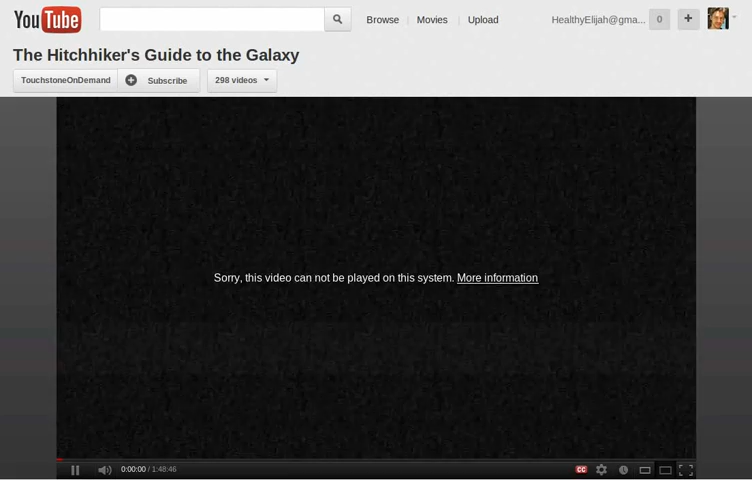 YouTube
Browse | Movies | Upload
HealthyElijah@gma... 0 +
The Hitchhiker's Guide to the Galaxy
TouchstoneOnDemand Subscribe 298 videos
Sorry, this video can not be played on this system. More information
0:00:00 / 1:48:46 CC